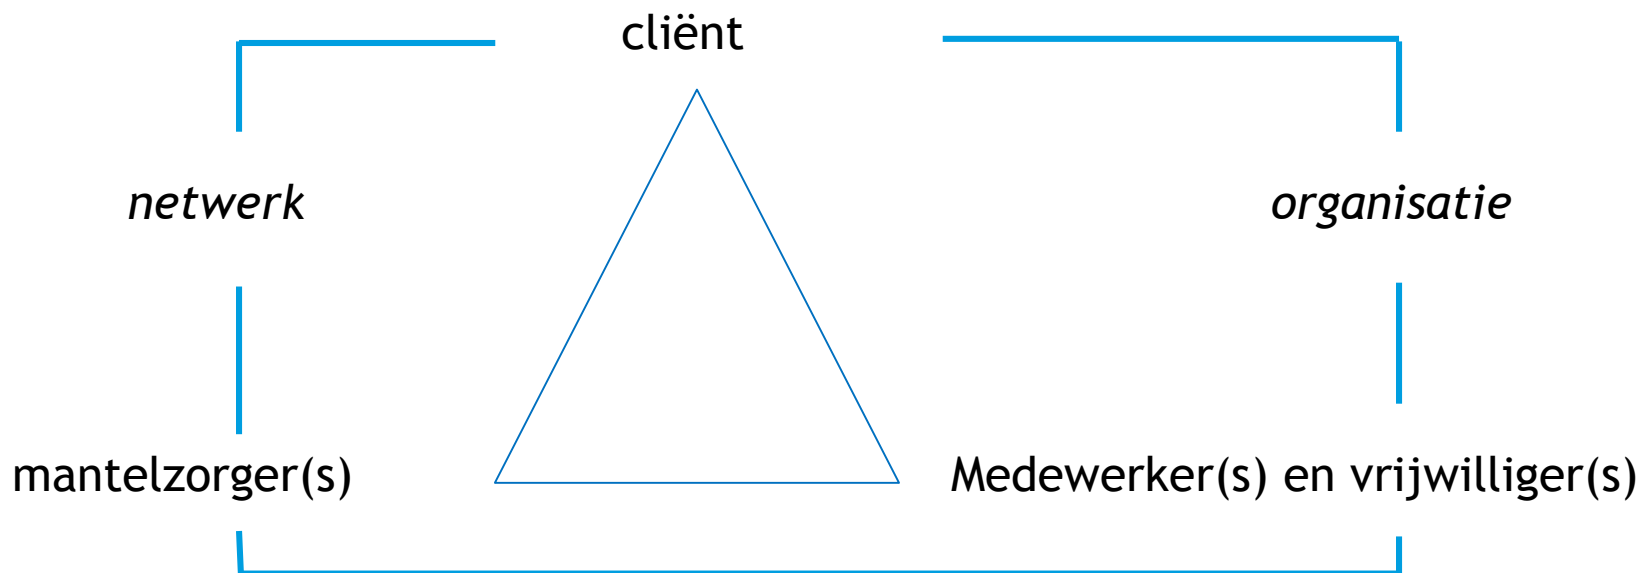 cliënt
netwerk
organisatie
mantelzorger(s)
Medewerker(s) en vrijwilliger(s)